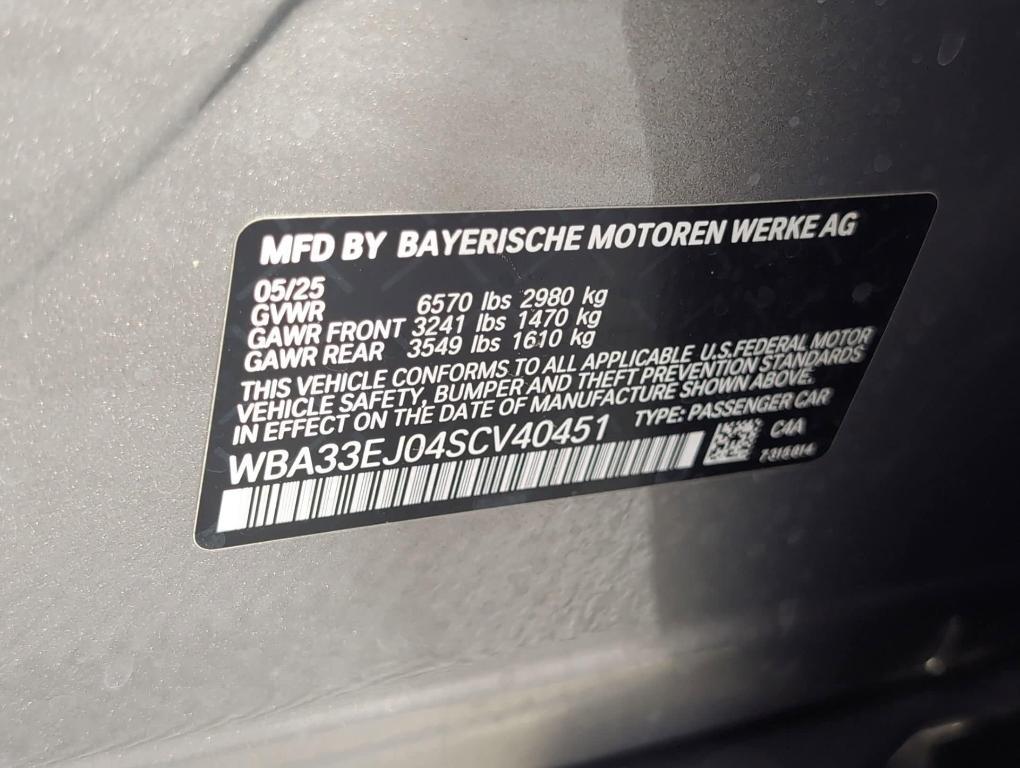 MFD BY BAYERISCHE MOTOREN WERKE AG
05/25
GVWR 6570 lbs 2980 kg
GAWR FRONT 3241 lbs 1470 kg
GAWR REAR 3549 lbs 1610 kg
THIS VEHICLE CONFORMS TO ALL APPLICABLE U.S.FEDERAL MOTOR
VEHICLE SAFETY, BUMPER AND THEFT PREVENTION STANDARDS
IN EFFECT ON THE DATE OF MANUFACTURE SHOWN ABOVE.
WBA33EJ04SCV40451 TYPE: PASSENGER CAR
C4A